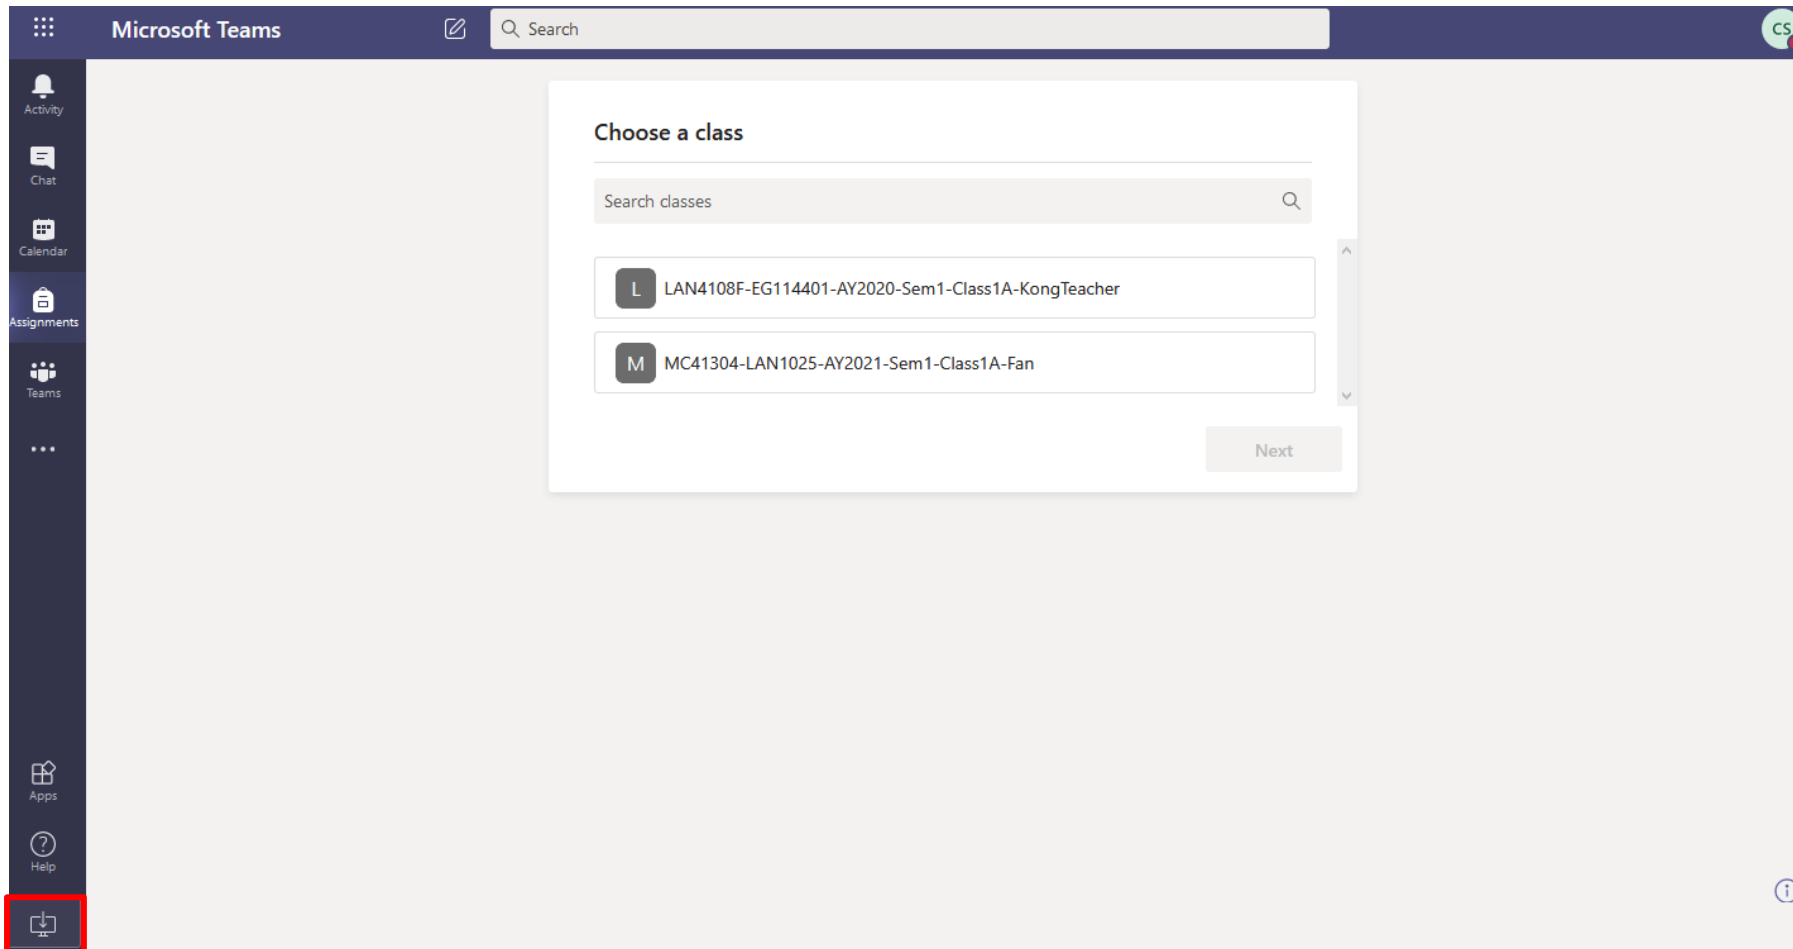 Microsoft Teams
Search
CS
Activity
Chat
Calendar
Assignments
Teams
Choose a class
Search classes
L LAN4108F-EG114401-AY2020-Sem1-Class1A-KongTeacher
M MC41304-LAN1025-AY2021-Sem1-Class1A-Fan
Next
Apps
Help